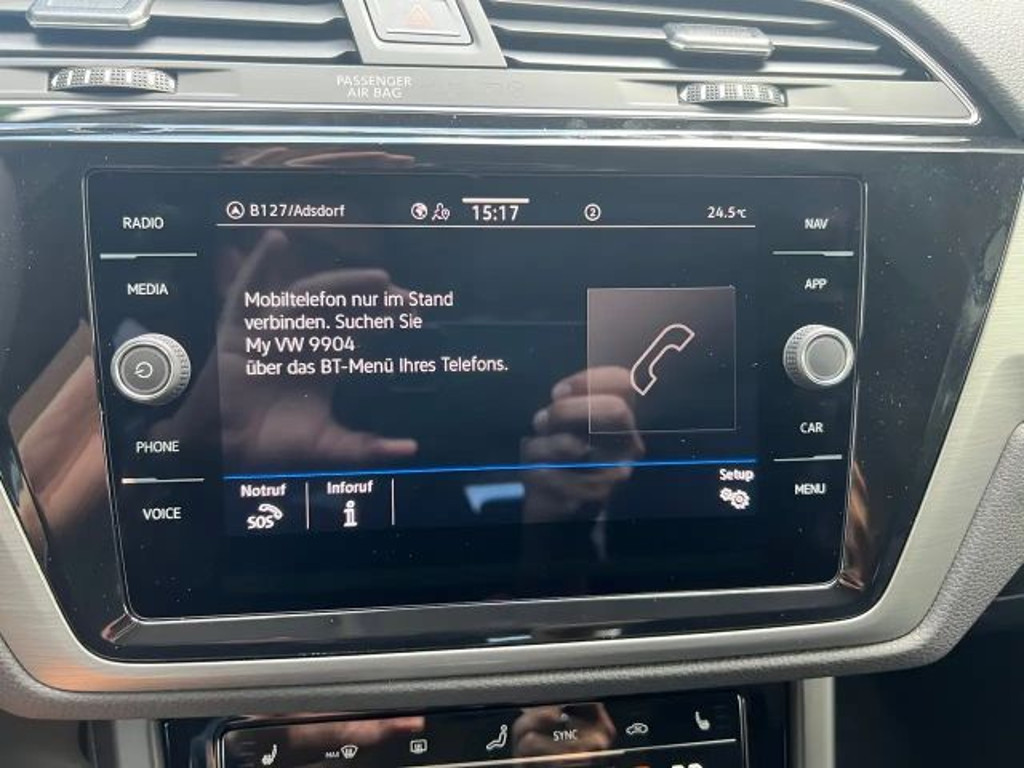 PASSENGER
AIR BAG
B127/Adsdorf
15:17
2
24.5°C
RADIO
MEDIA
PHONE
VOICE
Mobiltelefon nur im Stand
verbinden. Suchen Sie
My VW 9904
über das BT-Menü Ihres Telefons.
Notruf
SOS
Inforuf
i
Setup
NAV
APP
CAR
MENU
MAX
SYNC